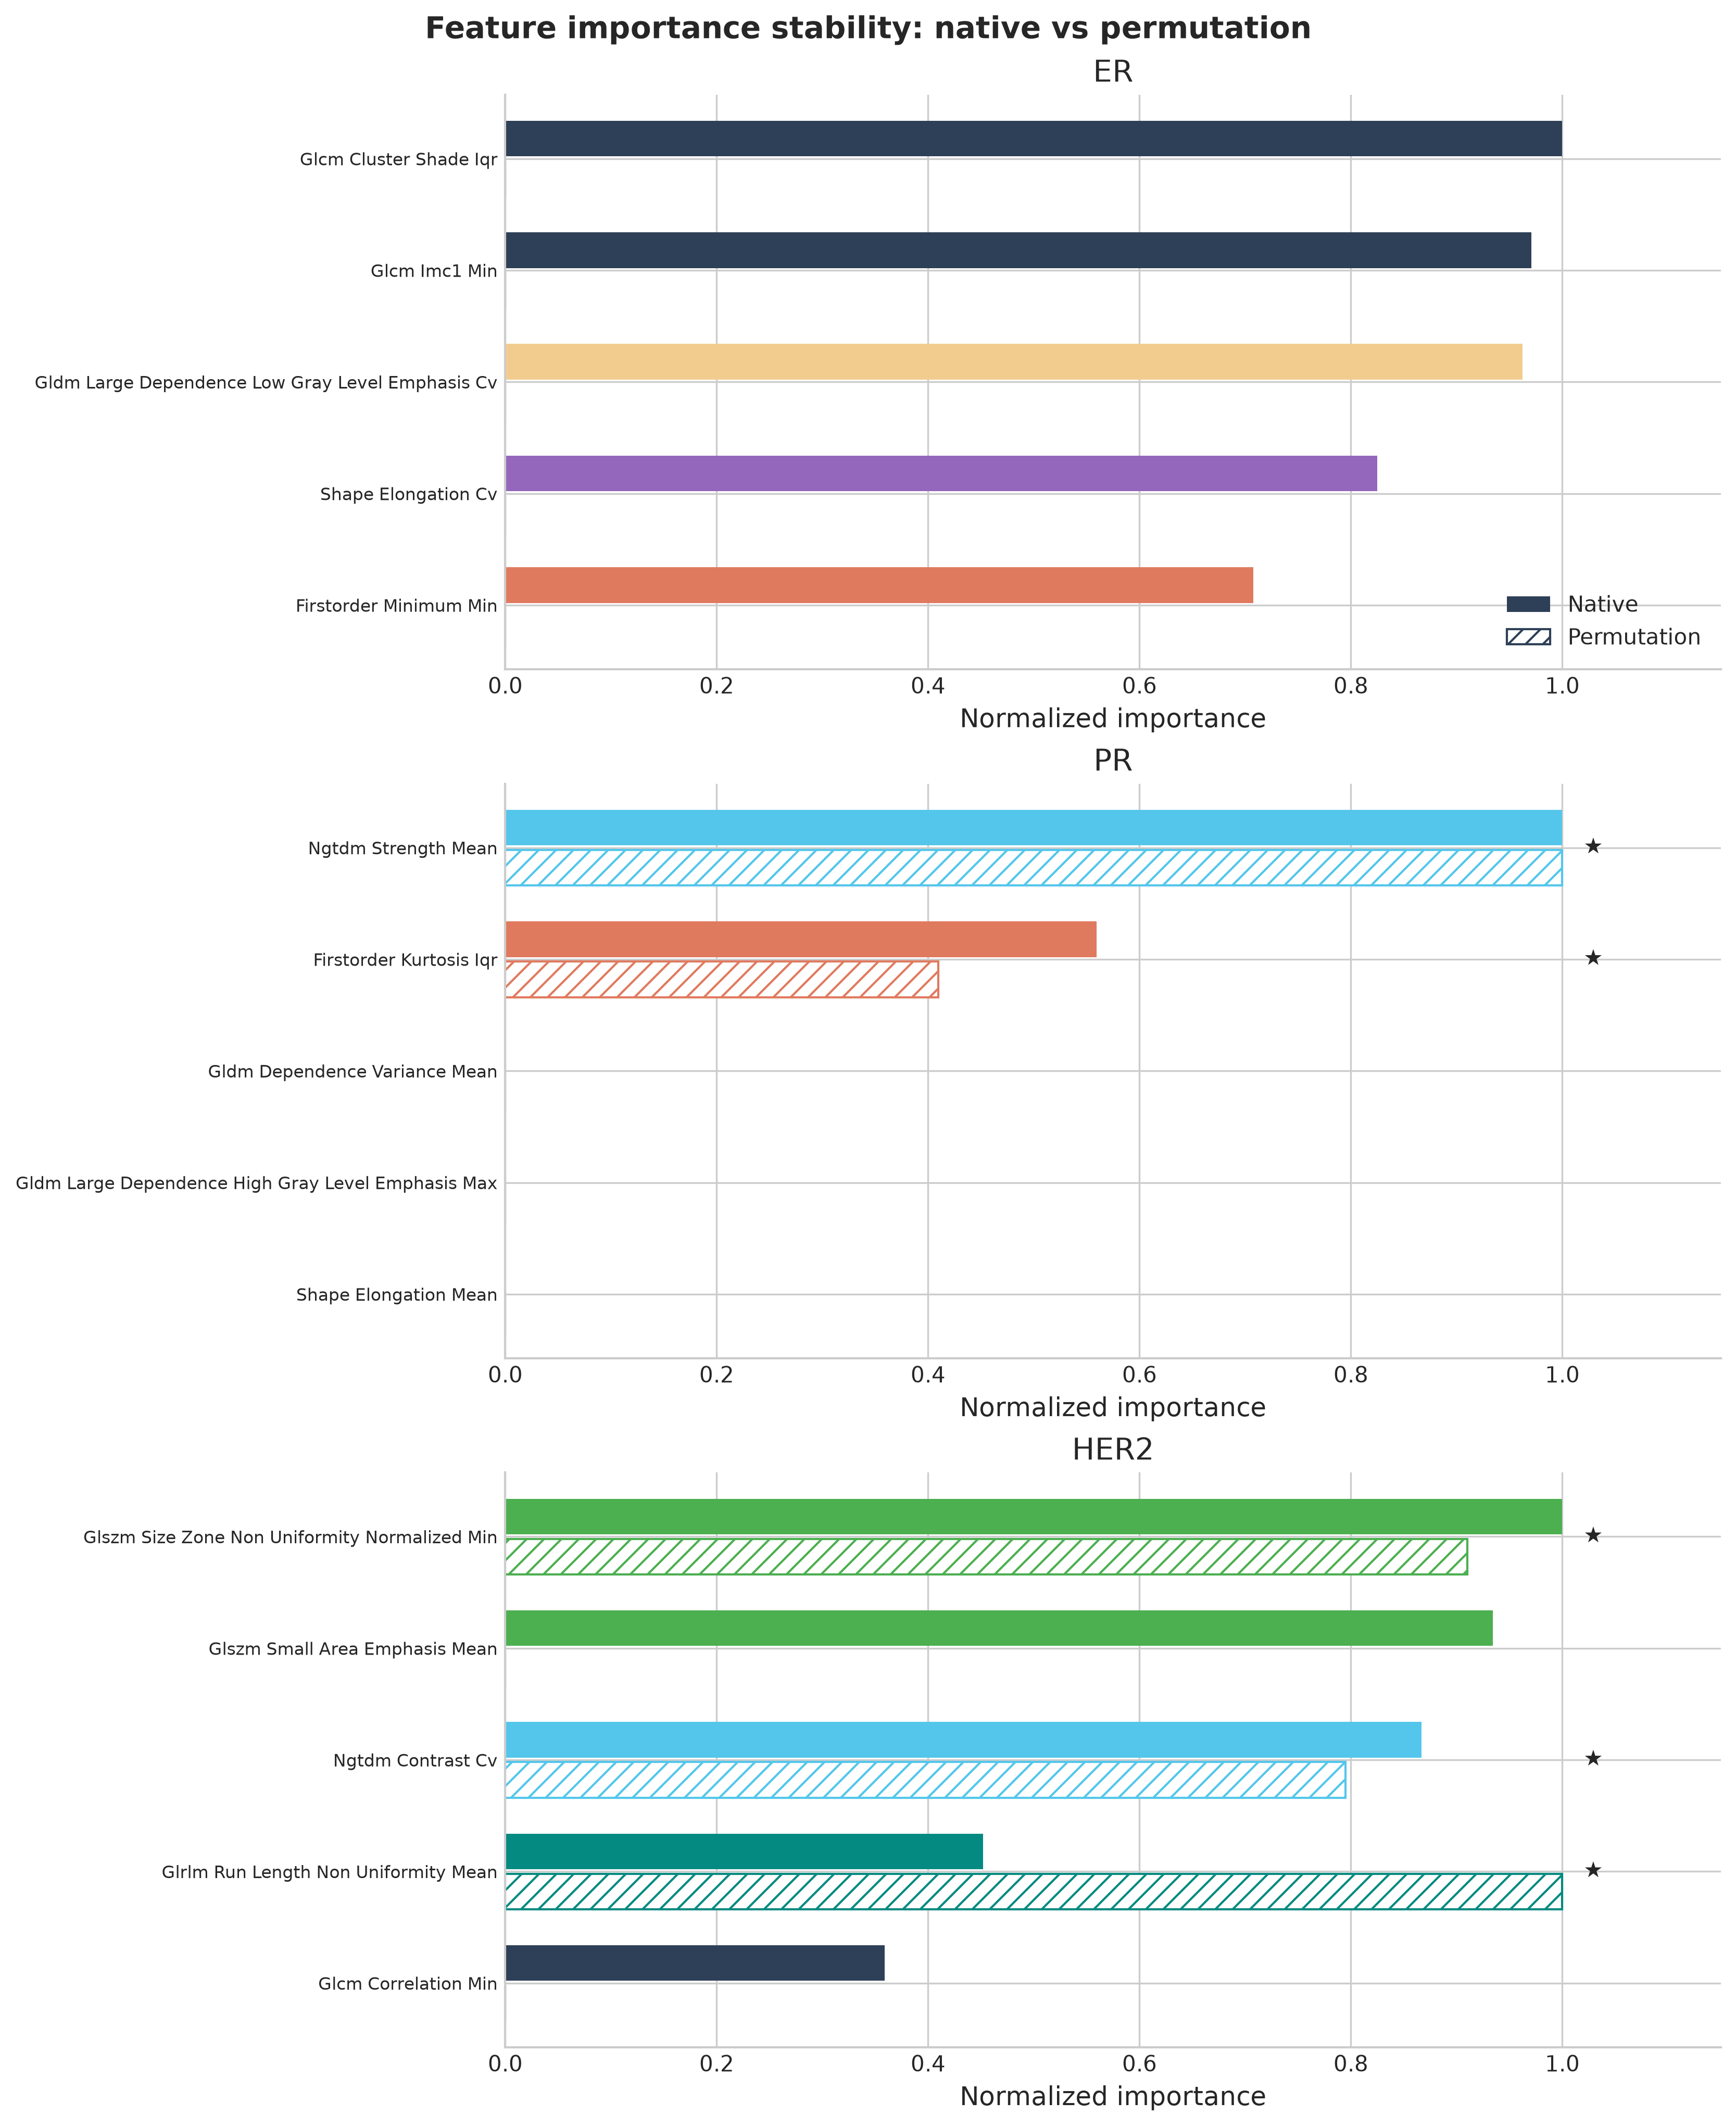 Feature importance stability: native vs permutation
ER
Glcm Cluster Shade Iqr
Glcm Imc1 Min
Gldm Large Dependence Low Gray Level Emphasis Cv
Shape Elongation Cv
Firstorder Minimum Min
Native
Permutation
0.0 0.2 0.4 0.6 0.8 1.0
Normalized importance
PR
Ngtdm Strength Mean
★
Firstorder Kurtosis Iqr
★
Gldm Dependence Variance Mean
Gldm Large Dependence High Gray Level Emphasis Max
Shape Elongation Mean
0.0 0.2 0.4 0.6 0.8 1.0
Normalized importance
HER2
Glszm Size Zone Non Uniformity Normalized Min
★
Glszm Small Area Emphasis Mean
Ngtdm Contrast Cv
★
Glrlm Run Length Non Uniformity Mean
★
Glcm Correlation Min
0.0 0.2 0.4 0.6 0.8 1.0
Normalized importance